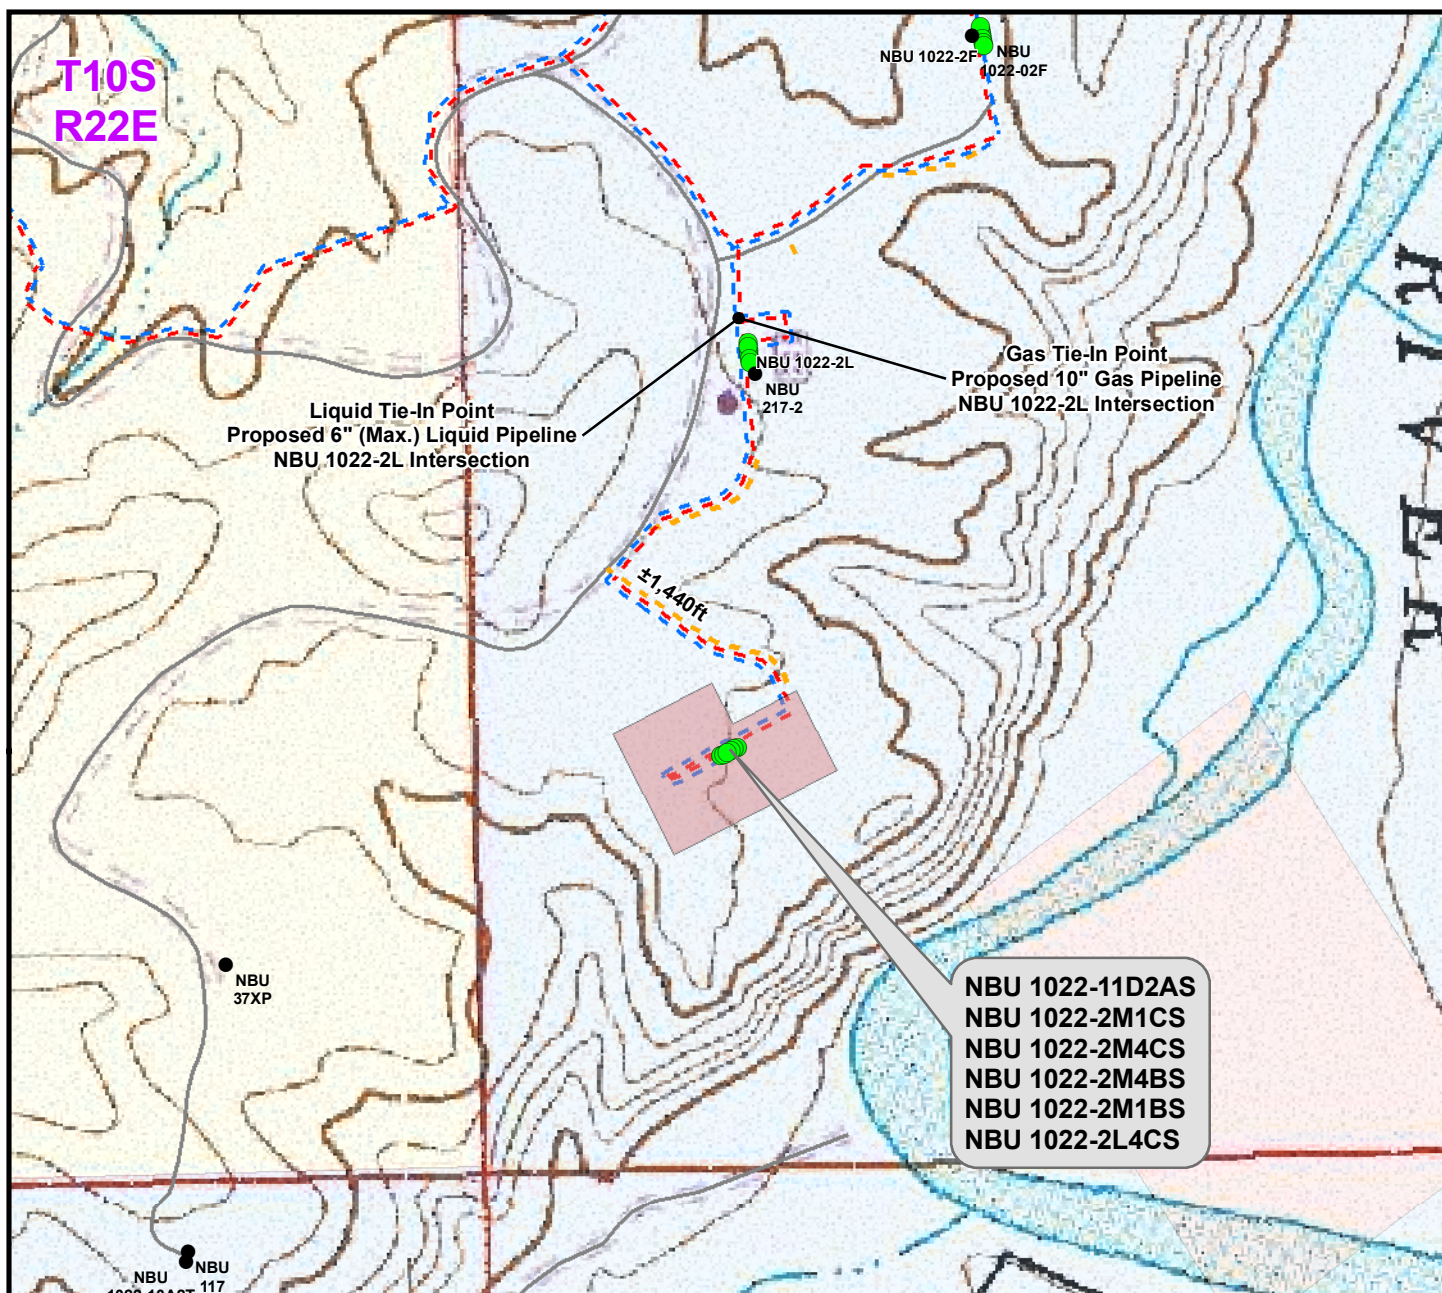 T10S
R22E
NBU 1022-2F
NBU
1022-02F
NBU 1022-2L
NBU
217-2
Gas Tie-In Point
Proposed 10" Gas Pipeline
NBU 1022-2L Intersection
Liquid Tie-In Point
Proposed 6" (Max.) Liquid Pipeline
NBU 1022-2L Intersection
RIVER
±1,440ft
NBU
37XP
NBU 1022-11D2AS
NBU 1022-2M1CS
NBU 1022-2M4CS
NBU 1022-2M4BS
NBU 1022-2M1BS
NBU 1022-2L4CS
NBU
117
NBU